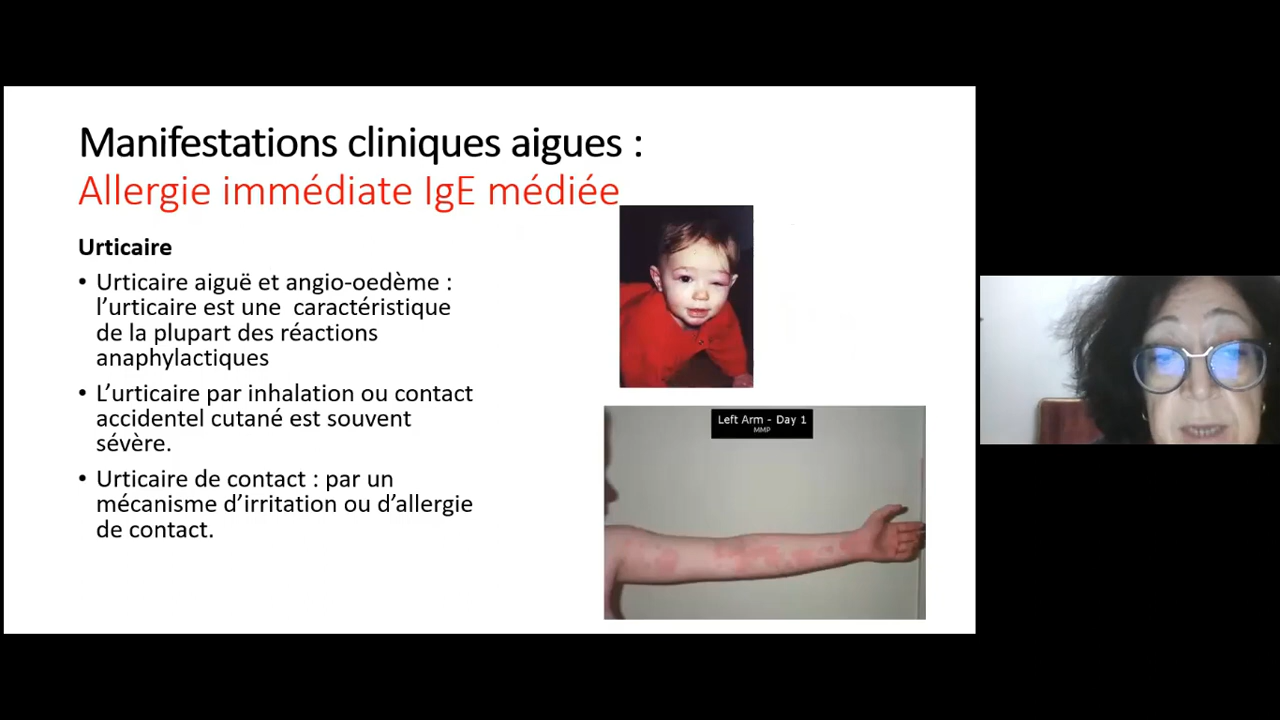 Manifestations cliniques aigues :
Allergie immédiate IgE médiée
Urticaire
• Urticaire aiguë et angio-oedème :
l’urticaire est une caractéristique
de la plupart des réactions
anaphylactiques
• L’urticaire par inhalation ou contact
accidentel cutané est souvent
sévère.
• Urticaire de contact : par un
mécanisme d’irritation ou d’allergie
de contact.
Left Arm - Day 1
MMP